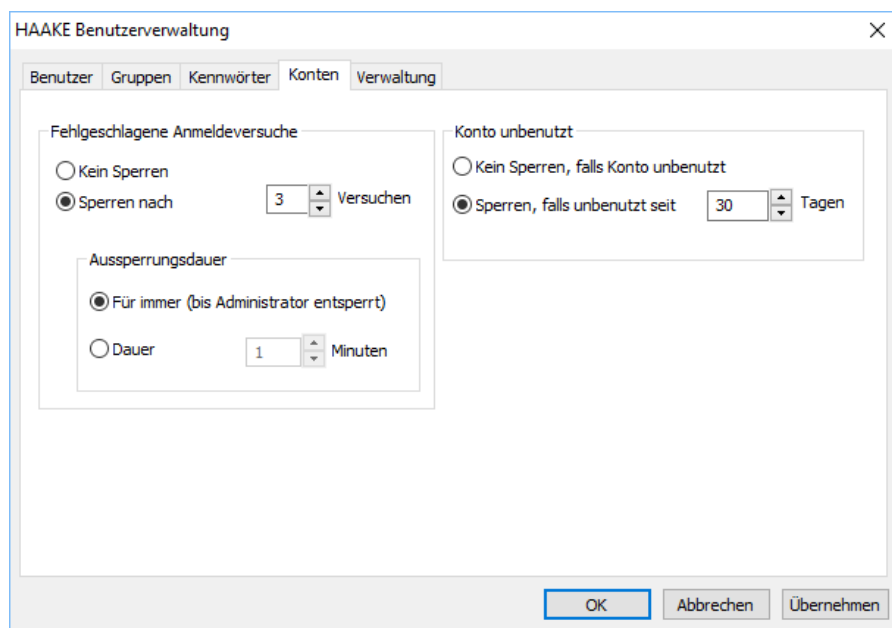 HAAKE Benutzerverwaltung
Benutzer Gruppen Kennwörter Konten Verwaltung
Fehlgeschlagene Anmeldeversuche
Kein Sperren
Sperren nach 3 Versuchen
Aussperrungsdauer
Für immer (bis Administrator entsperrt)
Dauer 1 Minuten
Konto unbenutzt
Kein Sperren, falls Konto unbenutzt
Sperren, falls unbenutzt seit 30 Tagen
OK Abbrechen Übernehmen